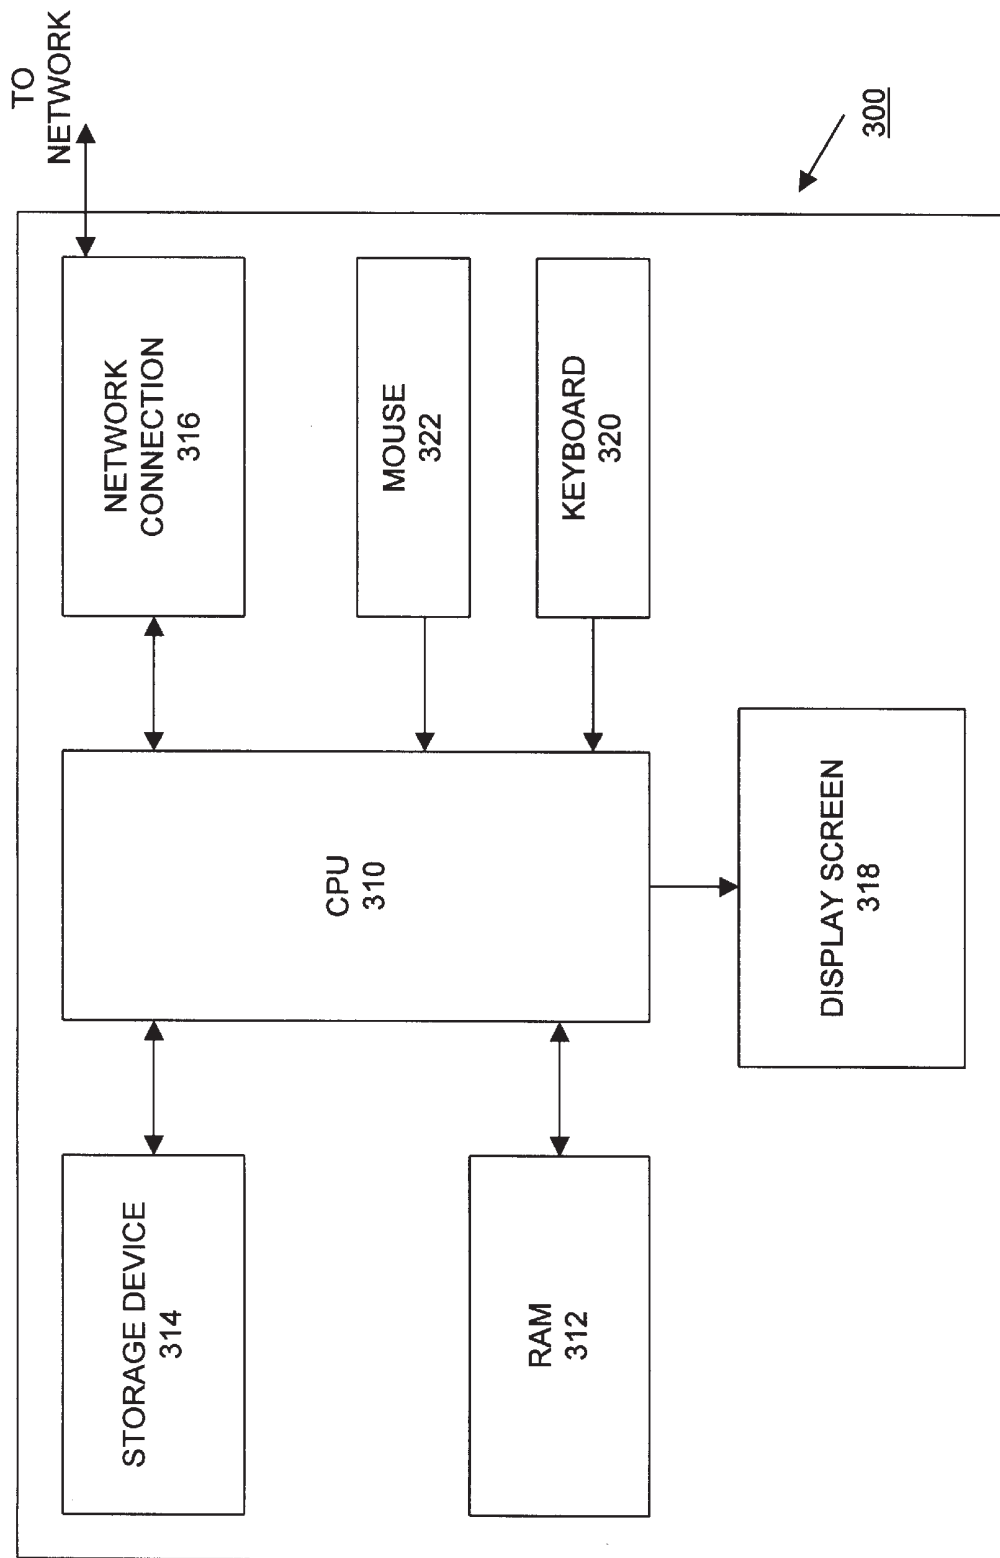 STORAGE DEVICE
314
CPU
310
NETWORK
CONNECTION
316
TO
NETWORK
MOUSE
322
RAM
312
KEYBOARD
320
DISPLAY SCREEN
318
300